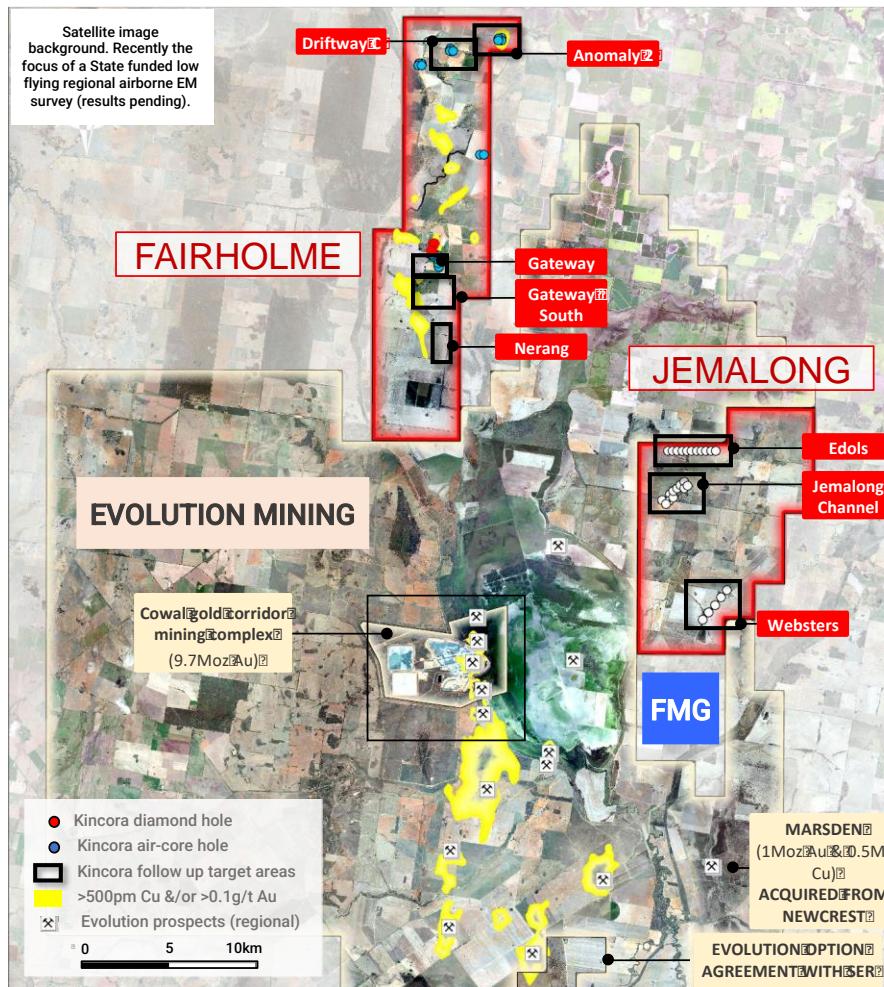 Satellite image
background. Recently the
focus of a State funded low
flying regional airborne EM
survey (results pending).
Driftway C
Anomaly 2
FAIRHOLME
Gateway
Gateway
South
Nerang
JEMALONG
Edols
Jemalong
Channel
Websters
EVOLUTION MINING
Cowal gold corridor
mining complex
(9.7Moz Au)
FMG
MARSDEN
(1Moz Au & 0.5M
Cu)
ACQUIRED FROM
NEWCREST
EVOLUTION OPTION
AGREEMENT WITH SER
Kincora diamond hole
Kincora air-core hole
Kincora follow up target areas
>500pm Cu &/or >0.1g/t Au
Evolution prospects (regional)
0 5 10km